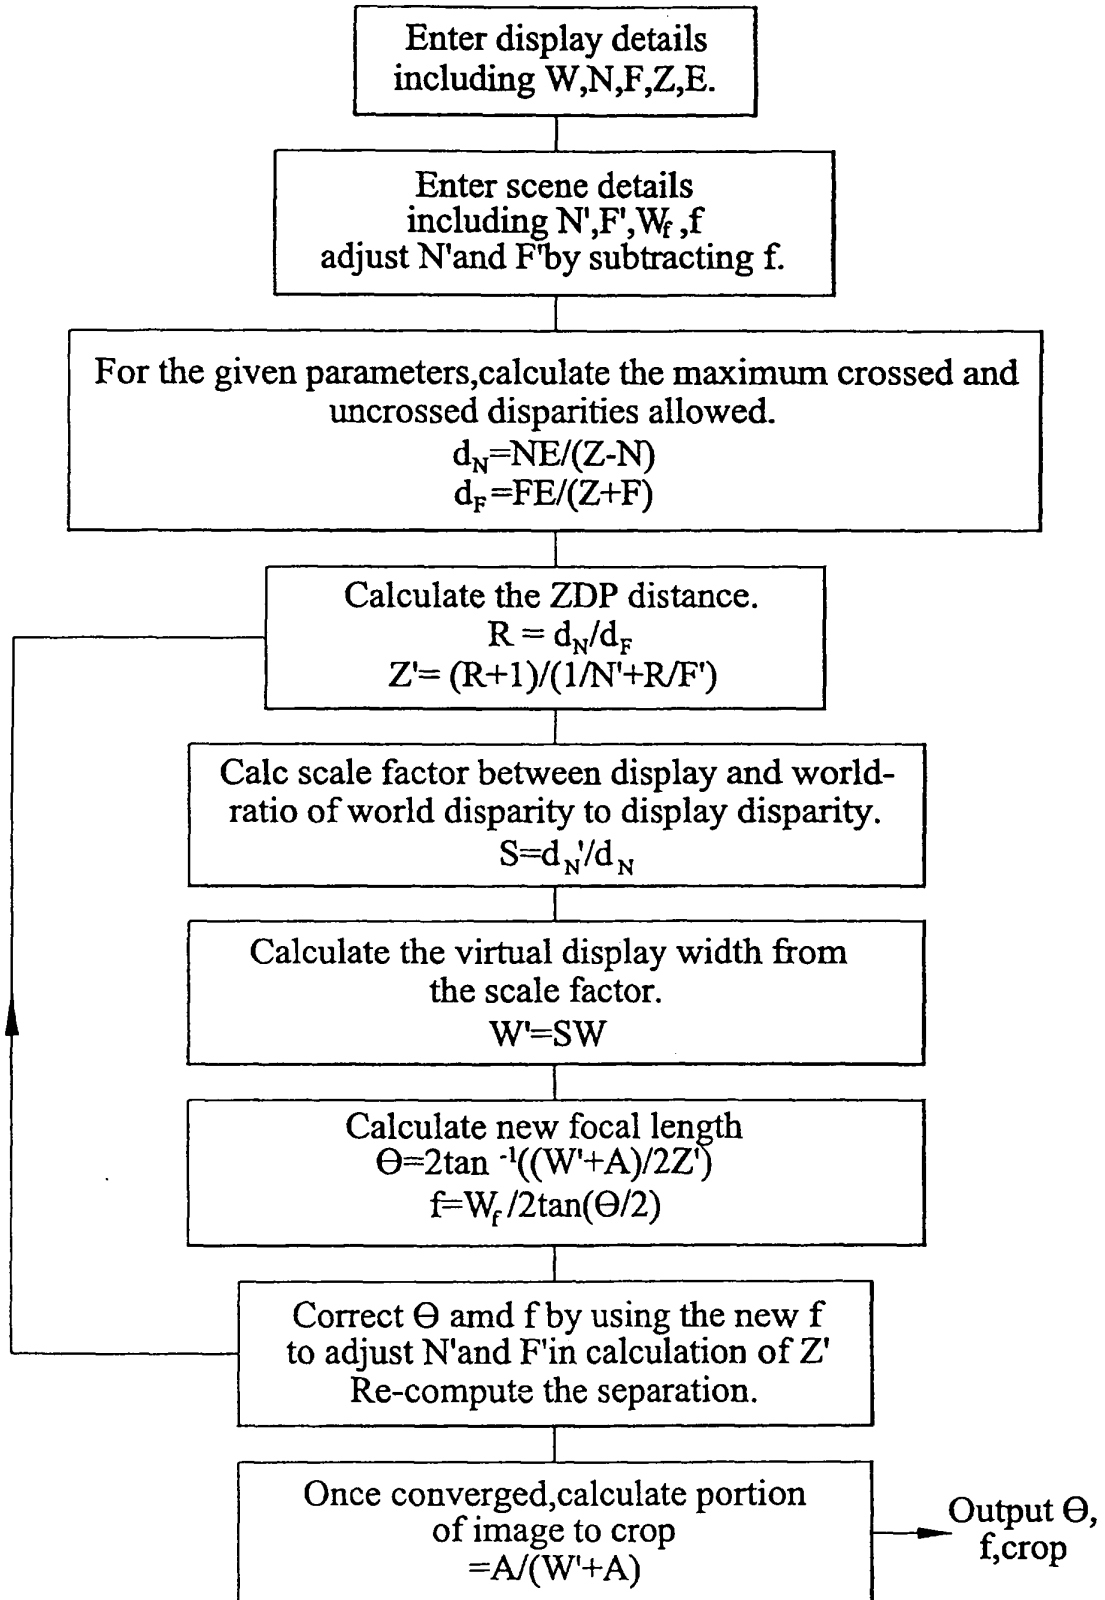 Enter display details
including W,N,F,Z,E.
Enter scene details
including N',F',W_f ,f
adjust N'and F'by subtracting f.
For the given parameters,calculate the maximum crossed and
uncrossed disparities allowed.
d_N=NE/(Z-N)
d_F=FE/(Z+F)
Calculate the ZDP distance.
R = d_N/d_F
Z'= (R+1)/(1/N'+R/F')
Calc scale factor between display and world-
ratio of world disparity to display disparity.
S=d_N'/d_N
Calculate the virtual display width from
the scale factor.
W'=SW
Calculate new focal length
Θ=2tan ⁻¹((W'+A)/2Z')
f=W_f /2tan(Θ/2)
Correct Θ amd f by using the new f
to adjust N'and F'in calculation of Z'
Re-compute the separation.
Once converged,calculate portion
of image to crop
=A/(W'+A)
Output Θ,
f,crop